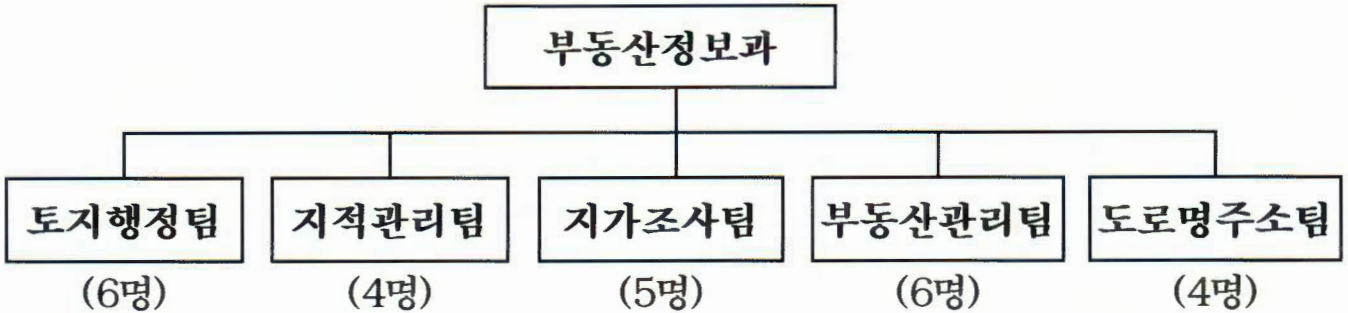 부동산정보과
토지행정팀 지적관리팀 지가조사팀 부동산관리팀 도로명주소팀
(6명) (4명) (5명) (6명) (4명)